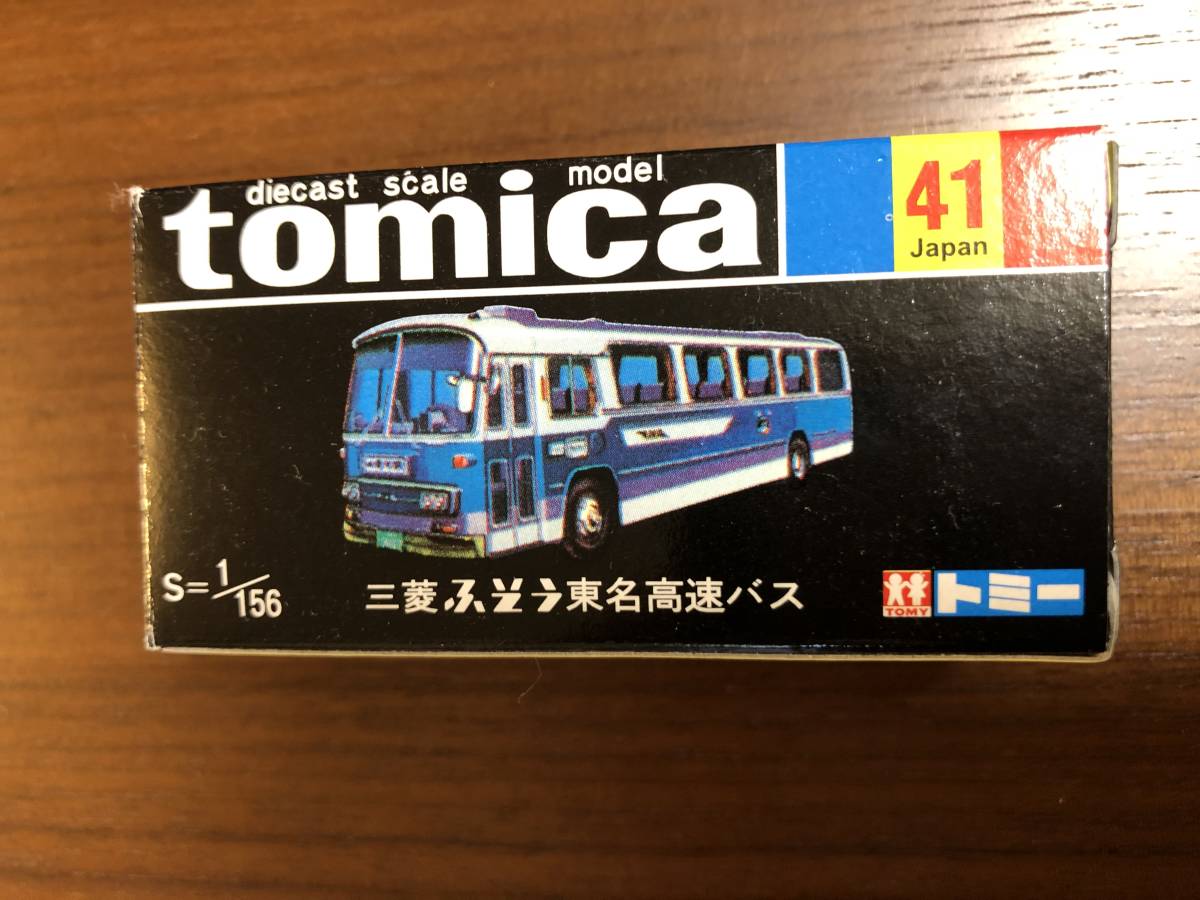 diecast scale model
tomica
41
Japan
S=1/156
三菱ふそう東名高速バス
TOMY
トミー